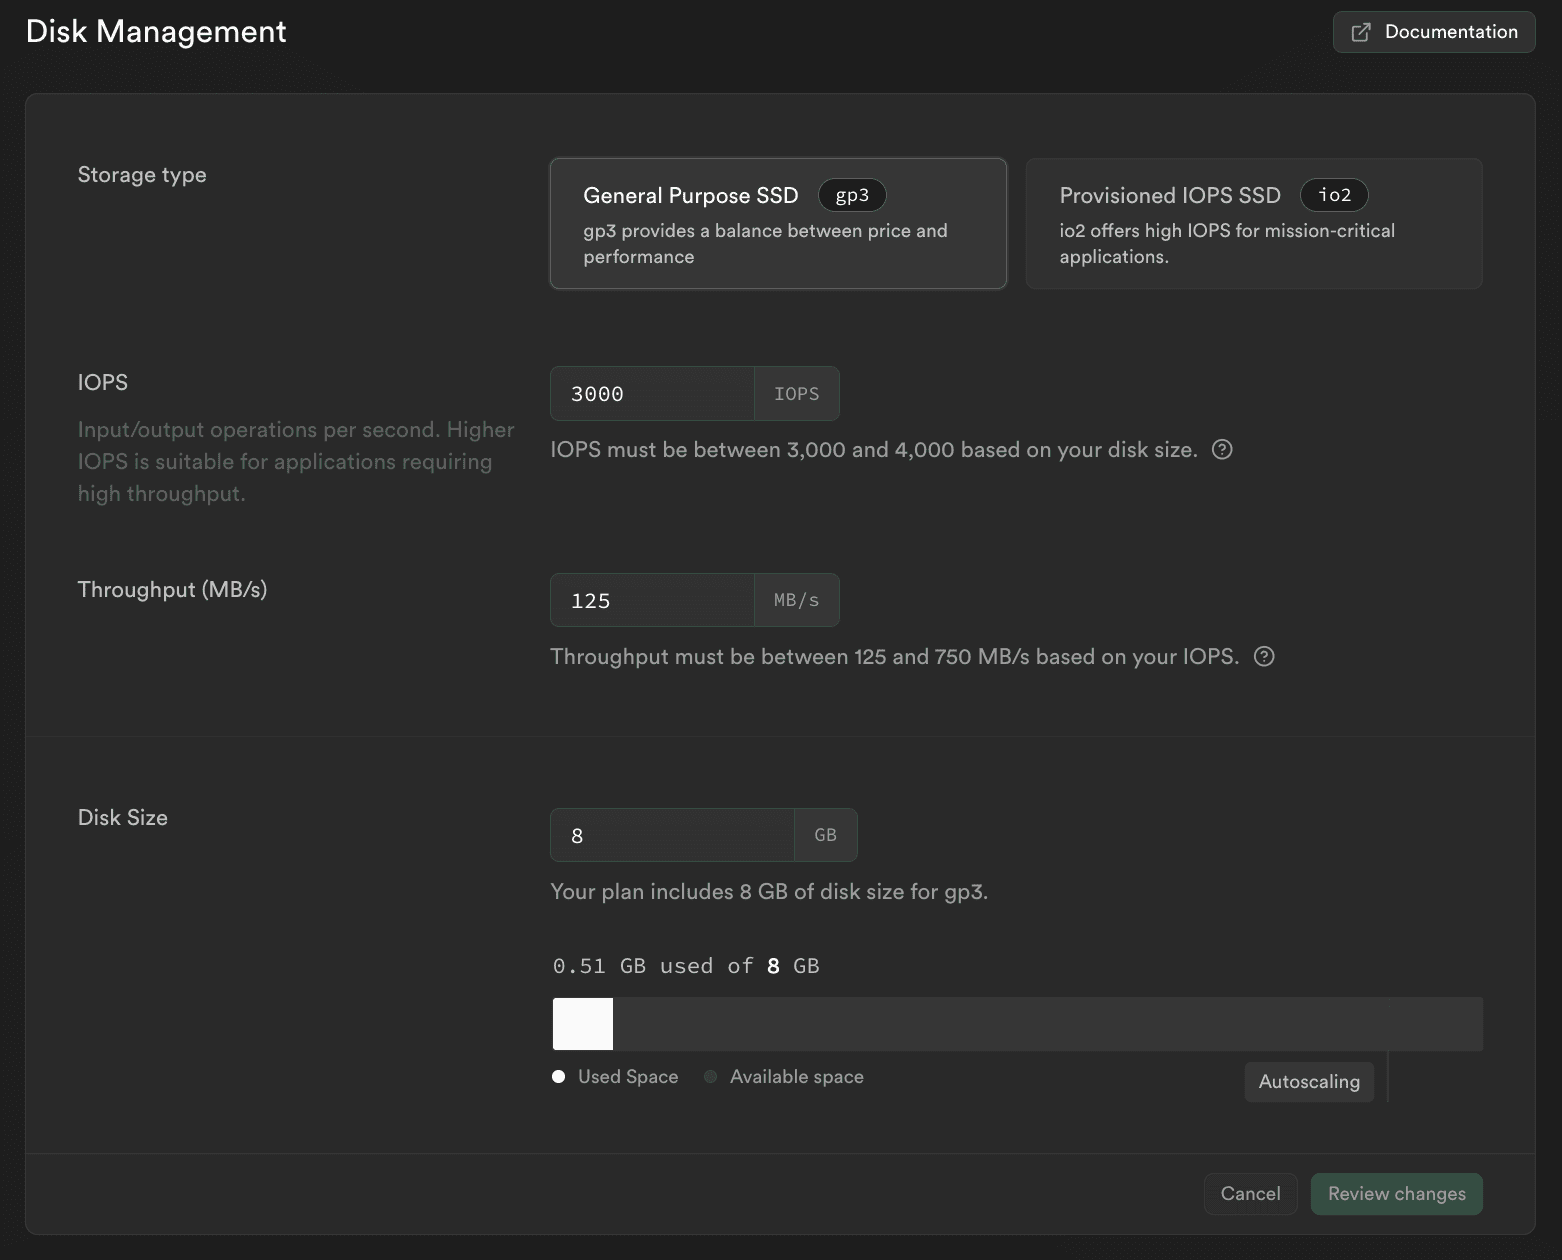 Disk Management
Documentation
Storage type
General Purpose SSD gp3
gp3 provides a balance between price and
performance
Provisioned IOPS SSD io2
io2 offers high IOPS for mission-critical
applications.
IOPS
Input/output operations per second. Higher
IOPS is suitable for applications requiring
high throughput.
3000 IOPS
IOPS must be between 3,000 and 4,000 based on your disk size.
Throughput (MB/s)
125 MB/s
Throughput must be between 125 and 750 MB/s based on your IOPS.
Disk Size
8 GB
Your plan includes 8 GB of disk size for gp3.
0.51 GB used of 8 GB
Used Space Available space
Autoscaling
Cancel Review changes